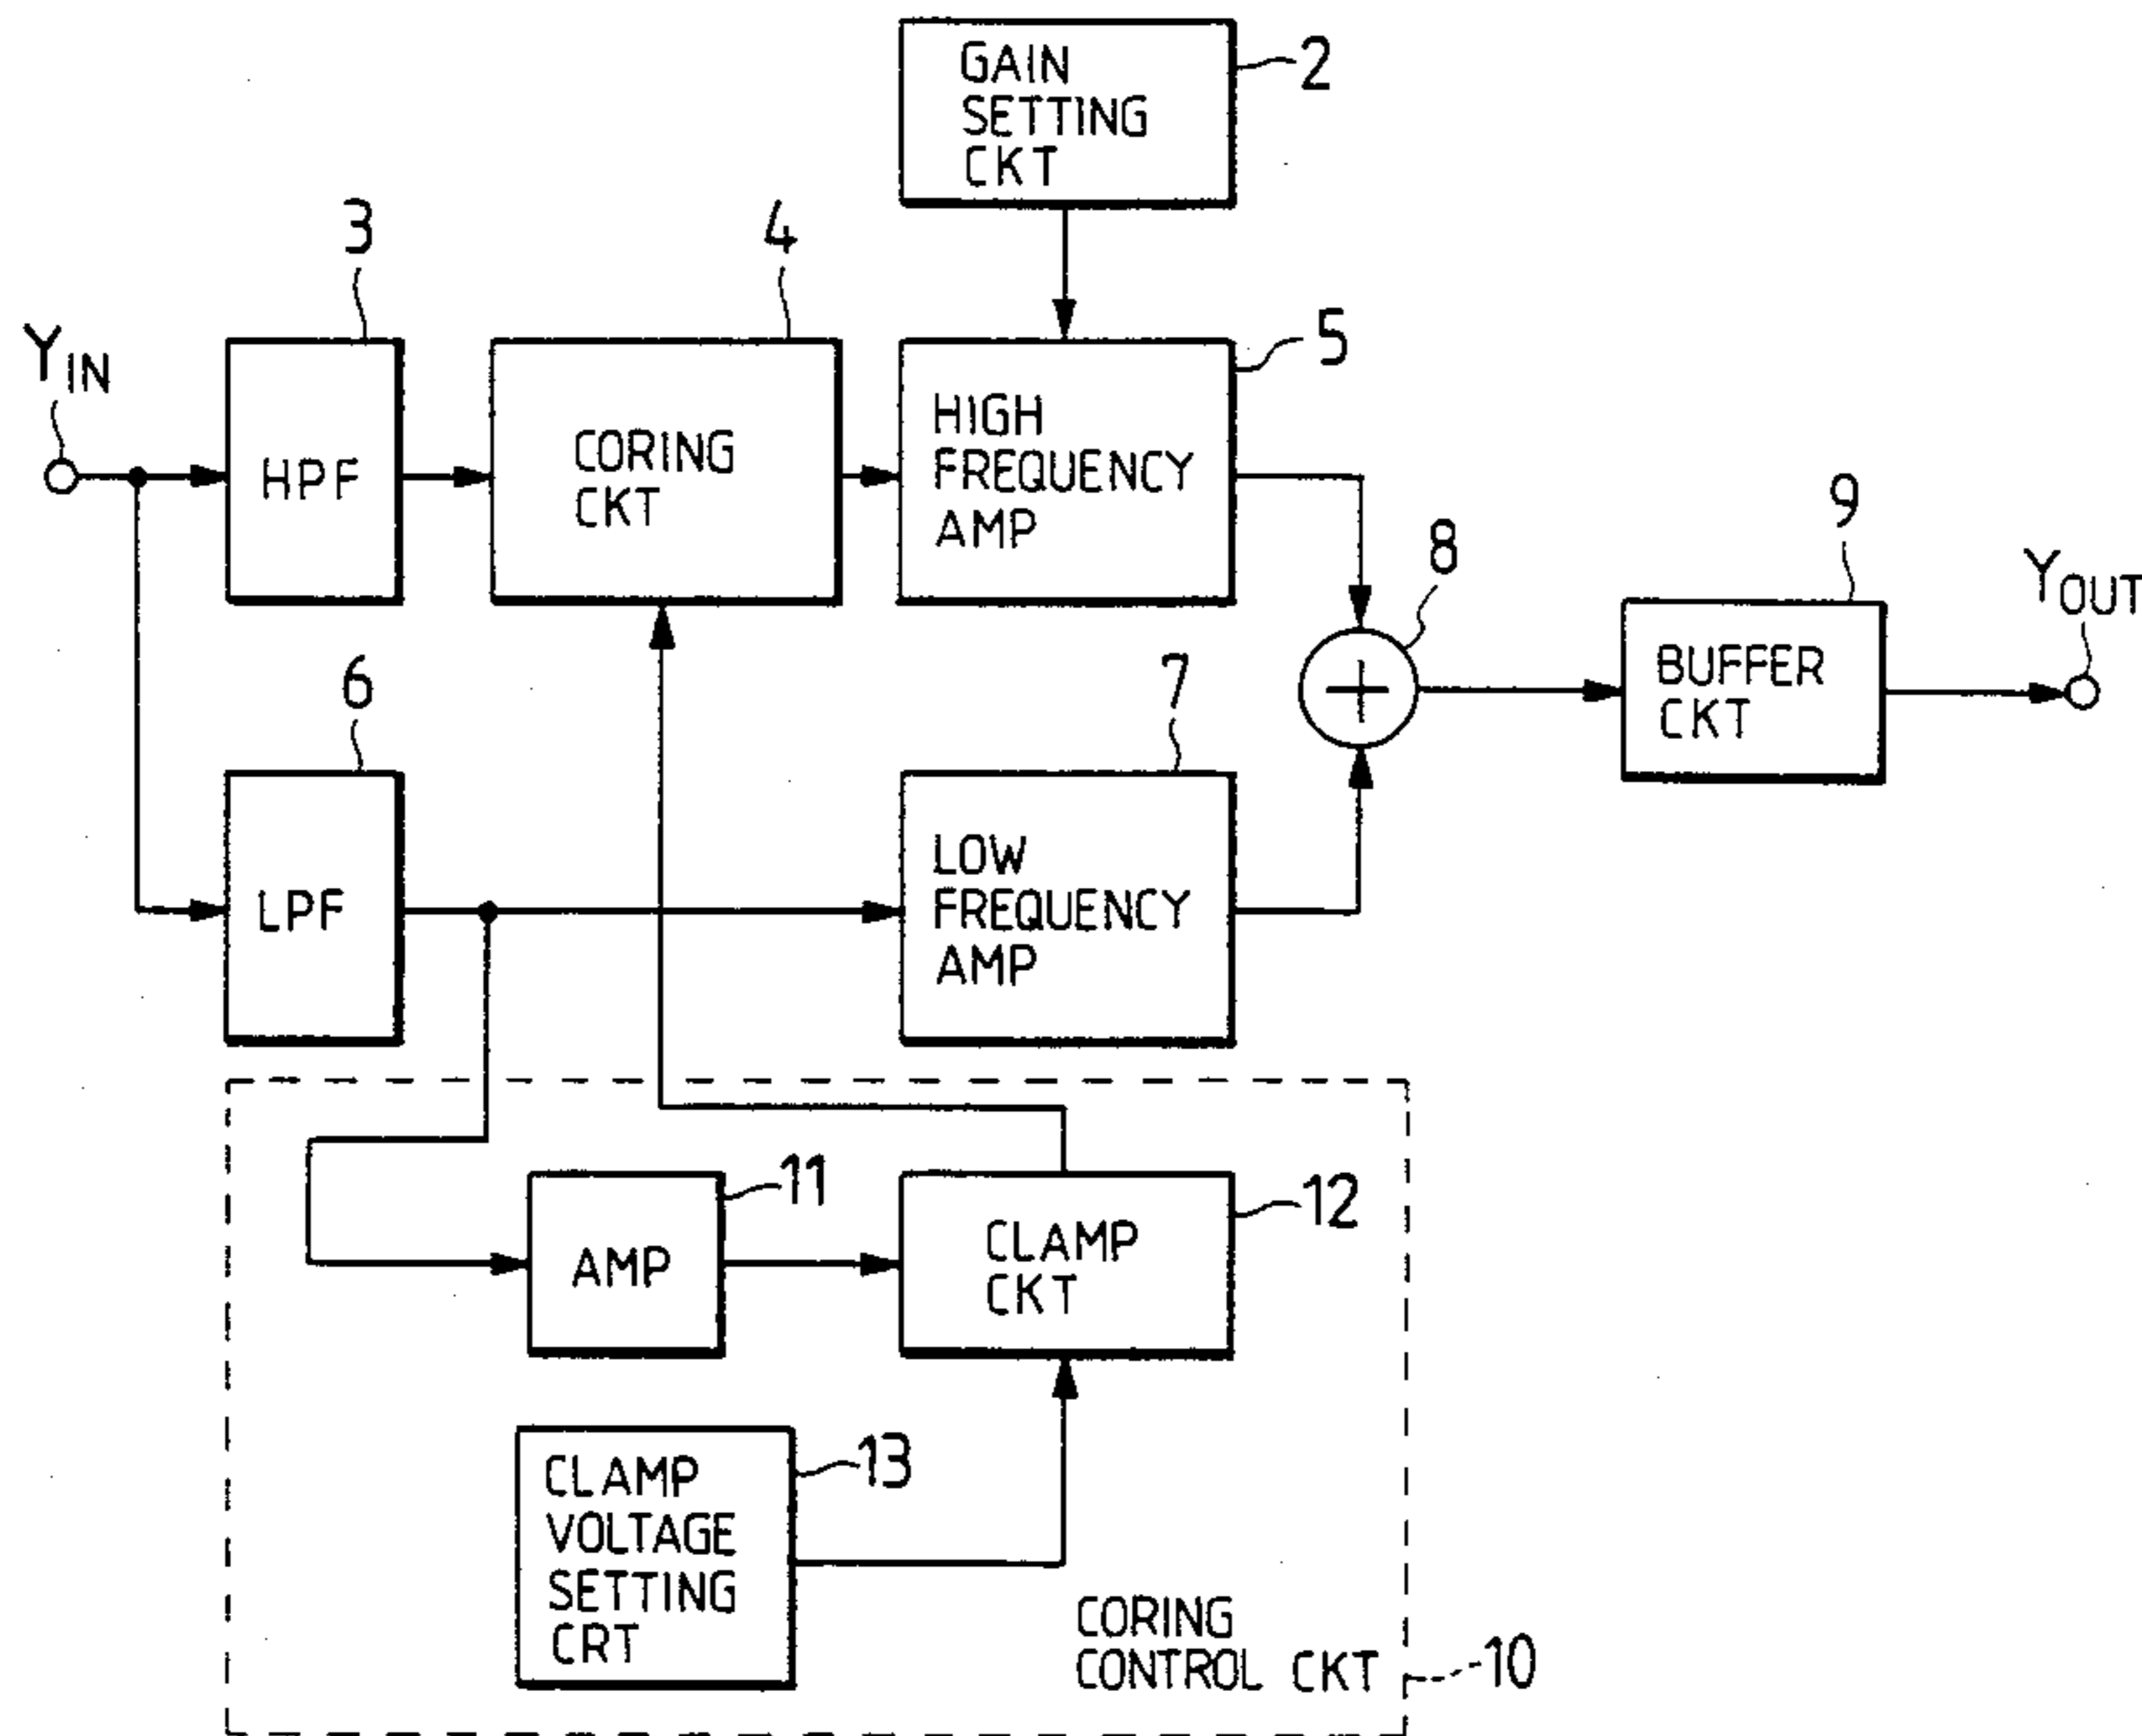 GAIN
SETTING
CKT
2
3
4
Y_IN
HPF
CORING
CKT
HIGH
FREQUENCY
AMP
5
8
9
Y_OUT
BUFFER
CKT
6
7
LPF
LOW
FREQUENCY
AMP
AMP
11
CLAMP
CKT
12
CLAMP
VOLTAGE
SETTING
CRT
13
CORING
CONTROL CKT
10